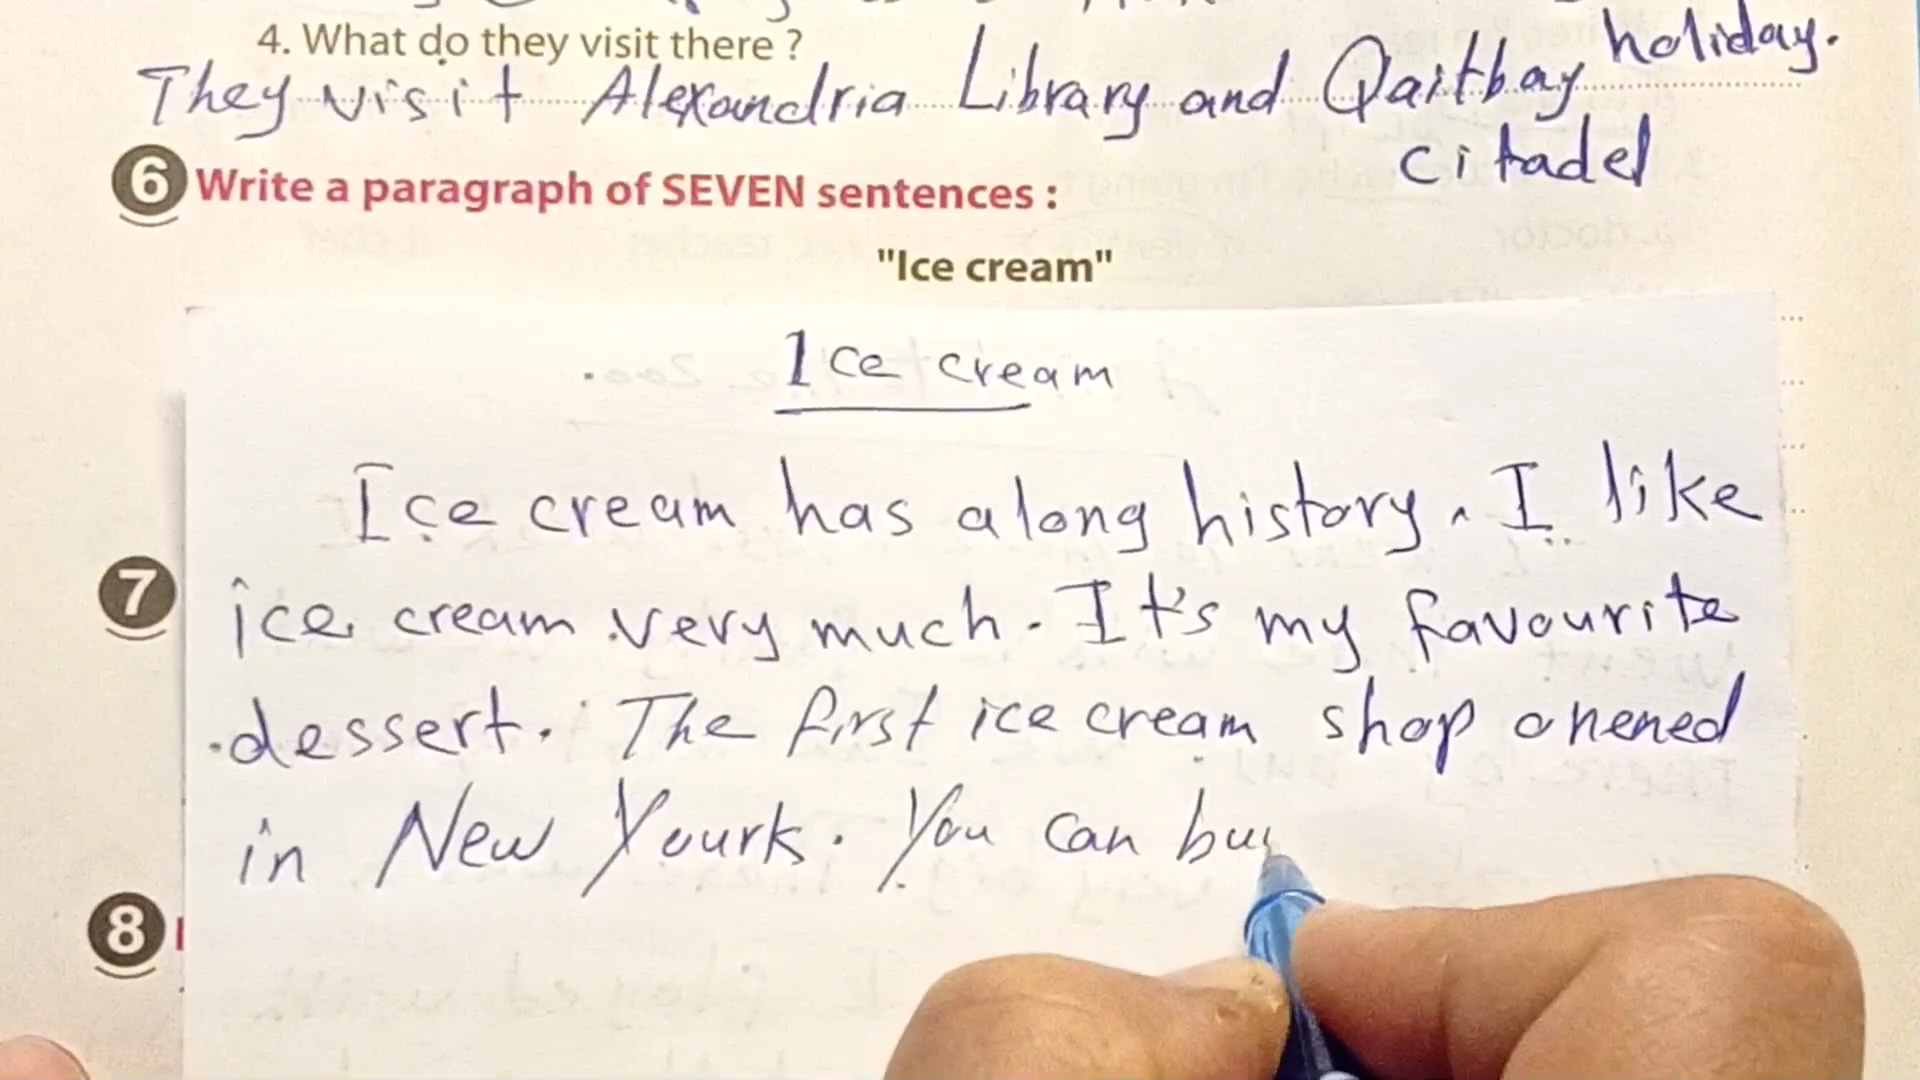 4. What do they visit there ?
holiday.
They visit Alexandria Library and Qaitbay
citadel
6 Write a paragraph of SEVEN sentences :
"Ice cream"
Ice cream
Ice cream has along history. I like
7
ice cream very much. It's my favourite
dessert. The first ice cream shop onened
in New Yourk. You can buy
8